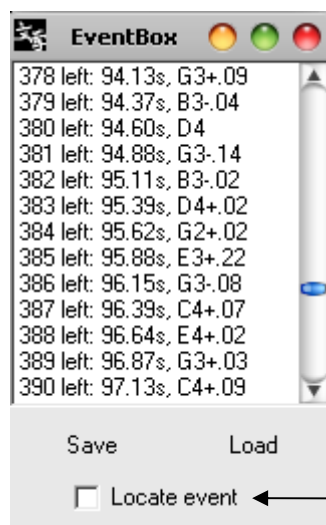 EventBox
378 left: 94.13s, G3+.09
379 left: 94.37s, B3-.04
380 left: 94.60s, D4
381 left: 94.88s, G3-.14
382 left: 95.11s, B3-.02
383 left: 95.39s, D4+.02
384 left: 95.62s, G2+.02
385 left: 95.88s, E3+.22
386 left: 96.15s, G3-.08
387 left: 96.39s, C4+.07
388 left: 96.64s, E4+.02
389 left: 96.87s, G3+.03
390 left: 97.13s, C4+.09
Save Load
Locate event